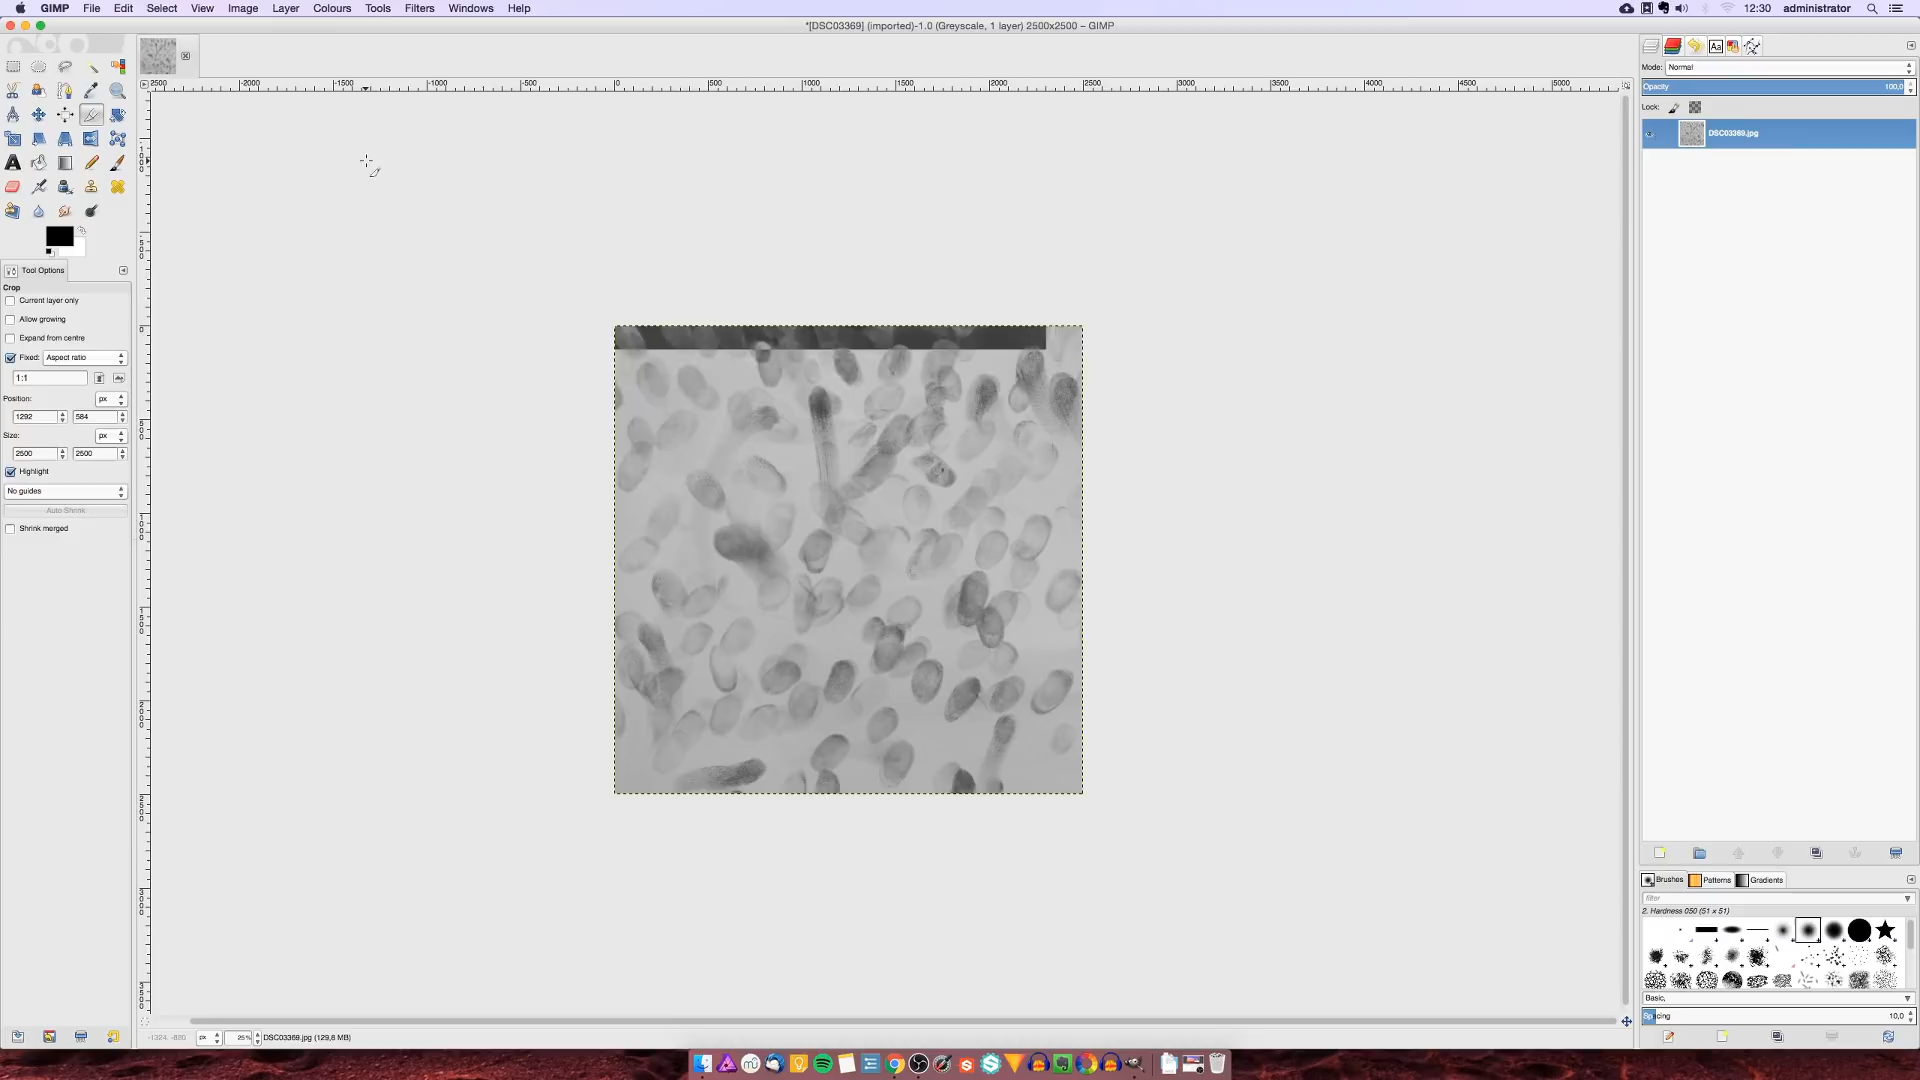 GIMP File Edit Select View Image Layer Colours Tools Filters Windows Help 12:30 administrator
*[DSC03369] (imported)-1.0 (Greyscale, 1 layer) 2500x2500 – GIMP
Mode: Normal
Opacity 100,0
Lock:
DSC03369.jpg
Tool Options
Crop
Current layer only
Allow growing
Expand from centre
Fixed: Aspect ratio
1:1
Position: px
1292 584
Size: px
2500 2500
Highlight
No guides
Auto Shrink
Shrink merged
Brushes Patterns Gradients
filter
2. Hardness 050 (51 × 51)
Basic,
Spacing 10,0
-1324, -880 px 25% DSC03369.jpg (129,8 MB)